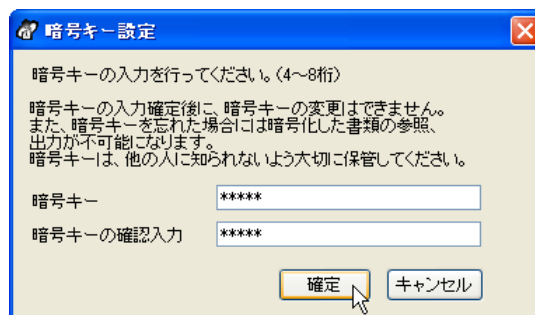 暗号キー設定
暗号キーの入力を行ってください。(4～8桁)
暗号キーの入力確定後に、暗号キーの変更はできません。
また、暗号キーを忘れた場合には暗号化した書類の参照、
出力が不可能になります。
暗号キーは、他の人に知られないよう大切に保管してください。
暗号キー *****
暗号キーの確認入力 *****
確定 キャンセル